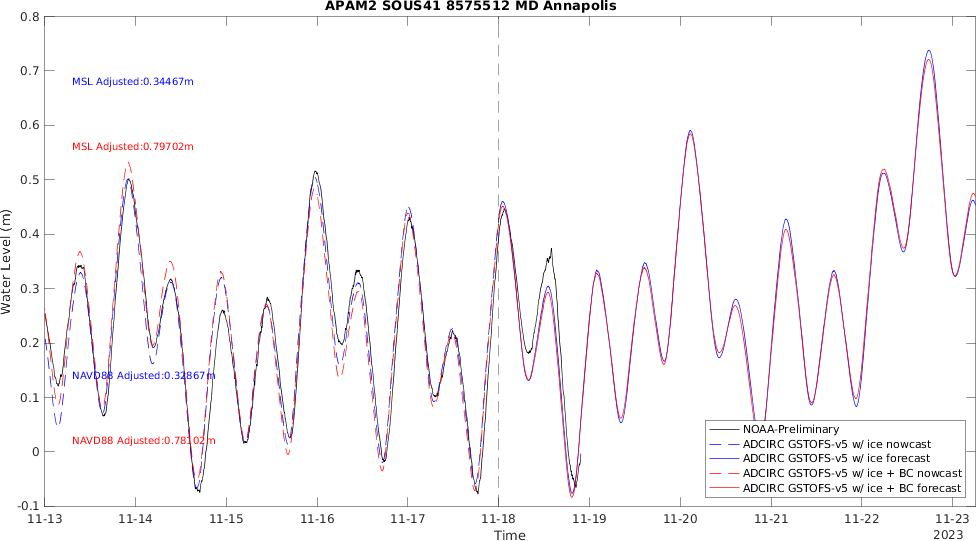 APAM2 SOUS41 8575512 MD Annapolis
0.8
0.7
0.6
0.5
0.4
0.3
0.2
0.1
0
-0.1
Water Level (m)
MSL Adjusted:0.34467m
MSL Adjusted:0.79702m
NAVD88 Adjusted:0.32867m
NAVD88 Adjusted:0.78102m
NOAA-Preliminary
ADCIRC GSTOFS-v5 w/ ice nowcast
ADCIRC GSTOFS-v5 w/ ice forecast
ADCIRC GSTOFS-v5 w/ ice + BC nowcast
ADCIRC GSTOFS-v5 w/ ice + BC forecast
11-13 11-14 11-15 11-16 11-17 11-18 11-19 11-20 11-21 11-22 11-23
Time
2023